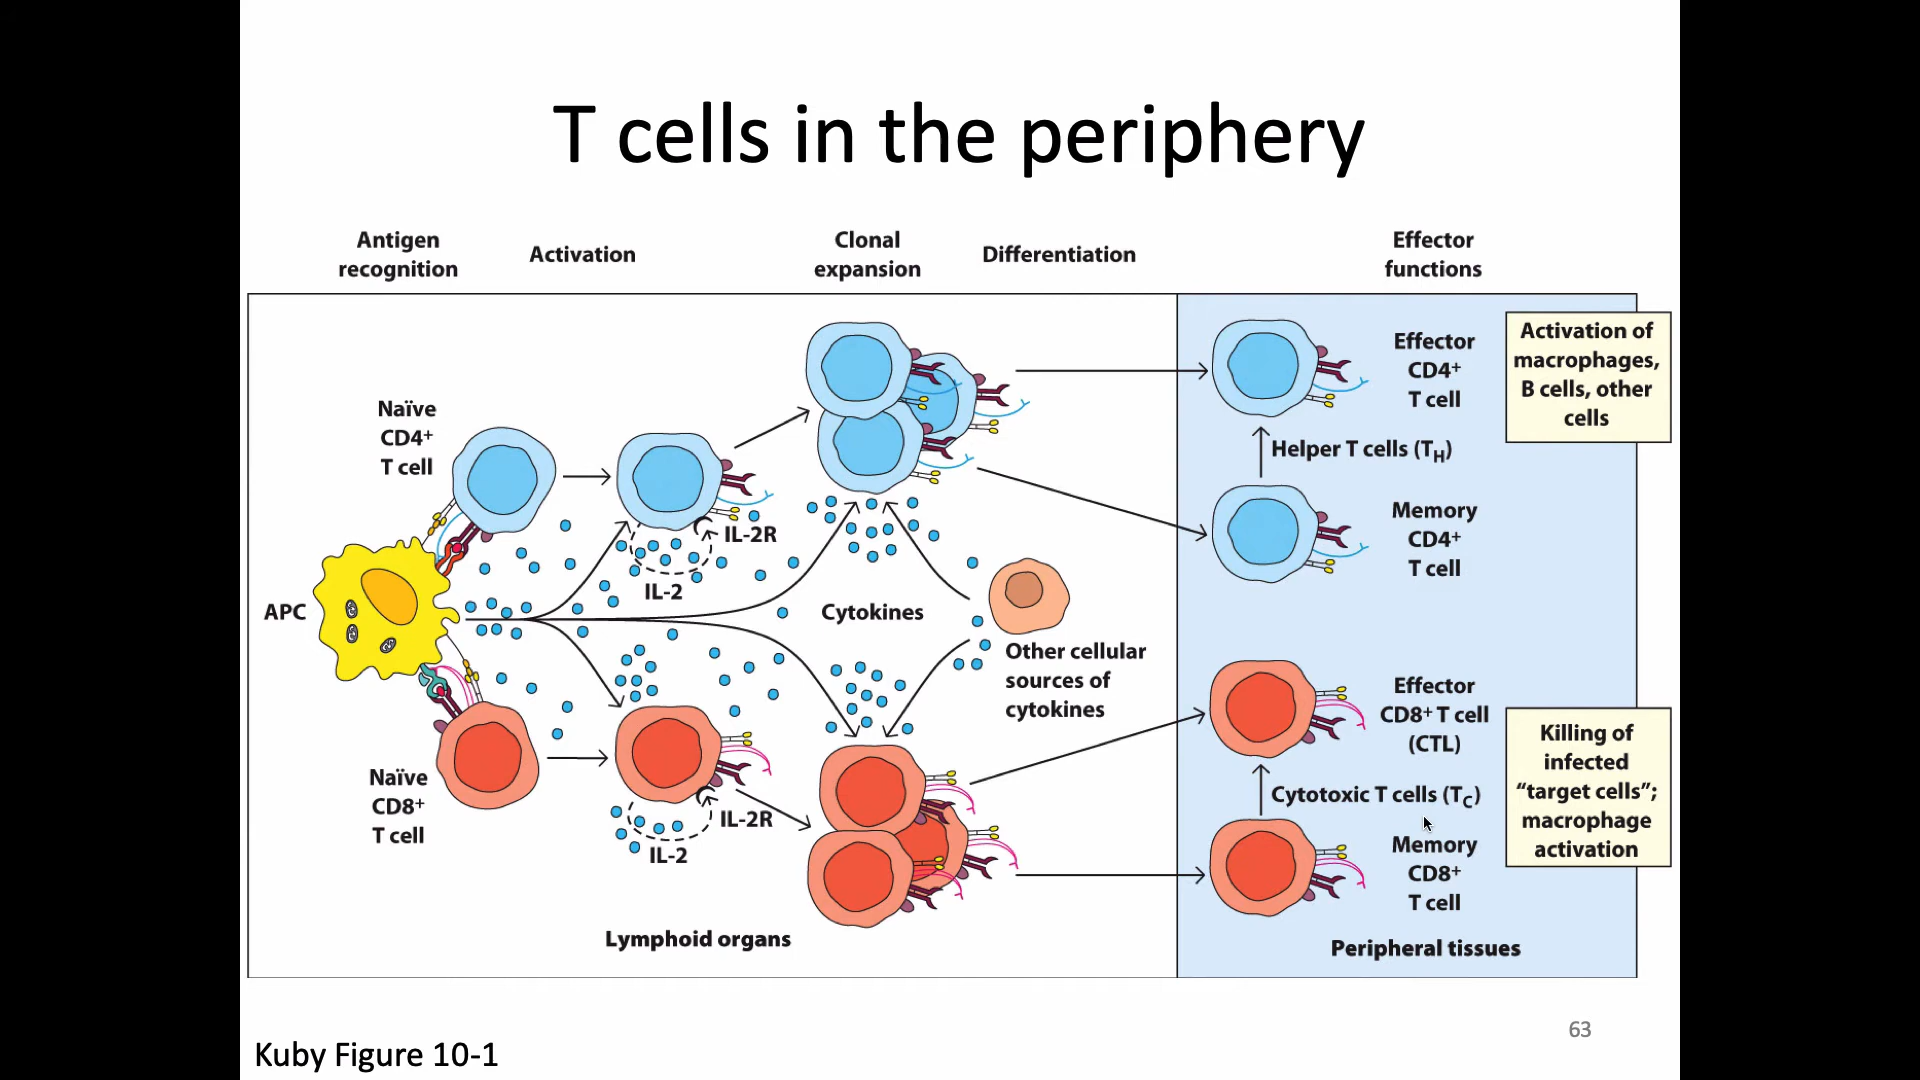 T cells in the periphery
Antigen
recognition
Activation
Clonal
expansion
Differentiation
Effector
functions
Naïve
CD4⁺
T cell
APC
Naïve
CD8⁺
T cell
IL-2R
IL-2
IL-2R
IL-2
Cytokines
Other cellular
sources of
cytokines
Lymphoid organs
Effector
CD4⁺
T cell
Activation of
macrophages,
B cells, other
cells
Helper T cells (T_H)
Memory
CD4⁺
T cell
Effector
CD8⁺ T cell
(CTL)
Killing of
infected
“target cells”;
macrophage
activation
Cytotoxic T cells (T_C)
Memory
CD8⁺
T cell
Peripheral tissues
63
Kuby Figure 10-1